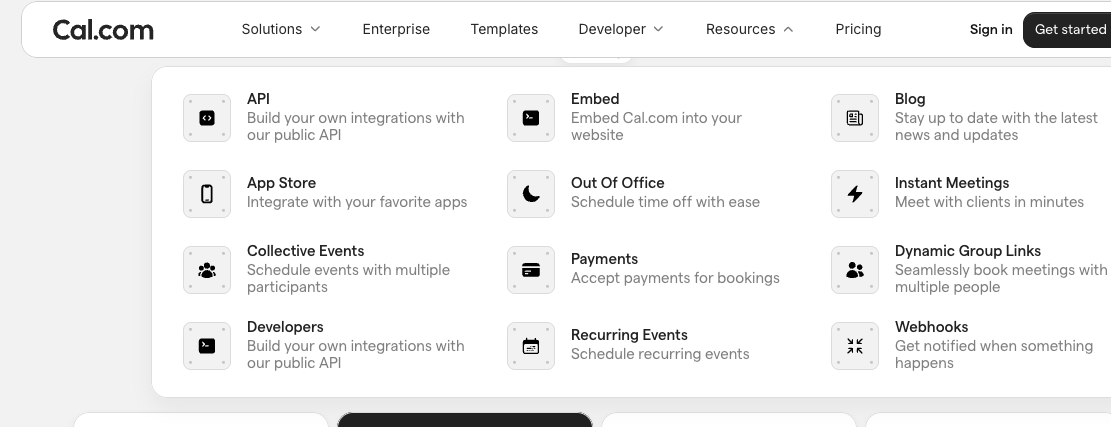 Cal.com
Solutions
Enterprise
Templates
Developer
Resources
Pricing
Sign in
Get started
API
Build your own integrations with
our public API
Embed
Embed Cal.com into your
website
Blog
Stay up to date with the latest
news and updates
App Store
Integrate with your favorite apps
Out Of Office
Schedule time off with ease
Instant Meetings
Meet with clients in minutes
Collective Events
Schedule events with multiple
participants
Payments
Accept payments for bookings
Dynamic Group Links
Seamlessly book meetings with
multiple people
Developers
Build your own integrations with
our public API
Recurring Events
Schedule recurring events
Webhooks
Get notified when something
happens